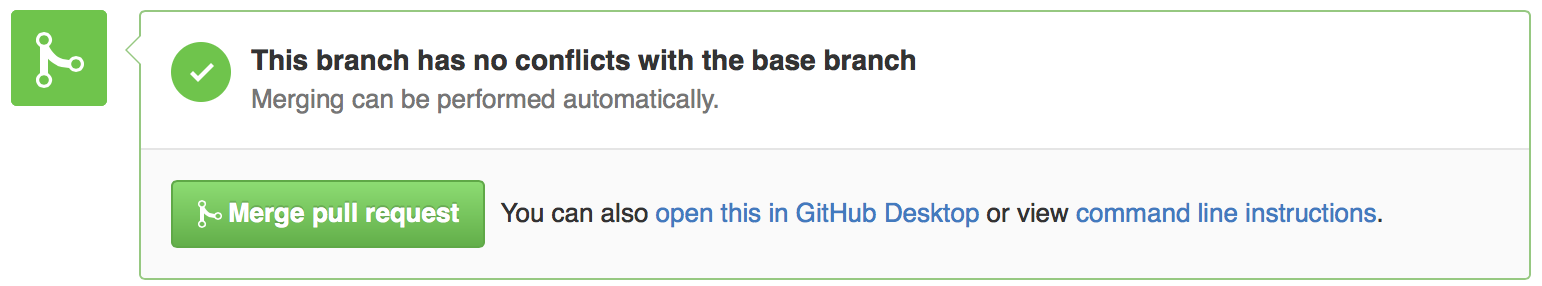 This branch has no conflicts with the base branch
Merging can be performed automatically.
Merge pull request You can also open this in GitHub Desktop or view command line instructions.